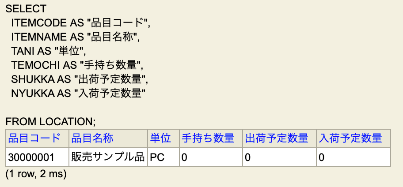 SELECT
ITEMCODE AS "品目コード",
ITEMNAME AS "品目名称",
TANI AS "単位",
TEMOCHI AS "手持ち数量",
SHUKKA AS "出荷予定数量",
NYUKKA AS "入荷予定数量"
FROM LOCATION;
品目コード 品目名称 単位 手持ち数量 出荷予定数量 入荷予定数量
30000001 販売サンプル品 PC 0 0 0
(1 row, 2 ms)